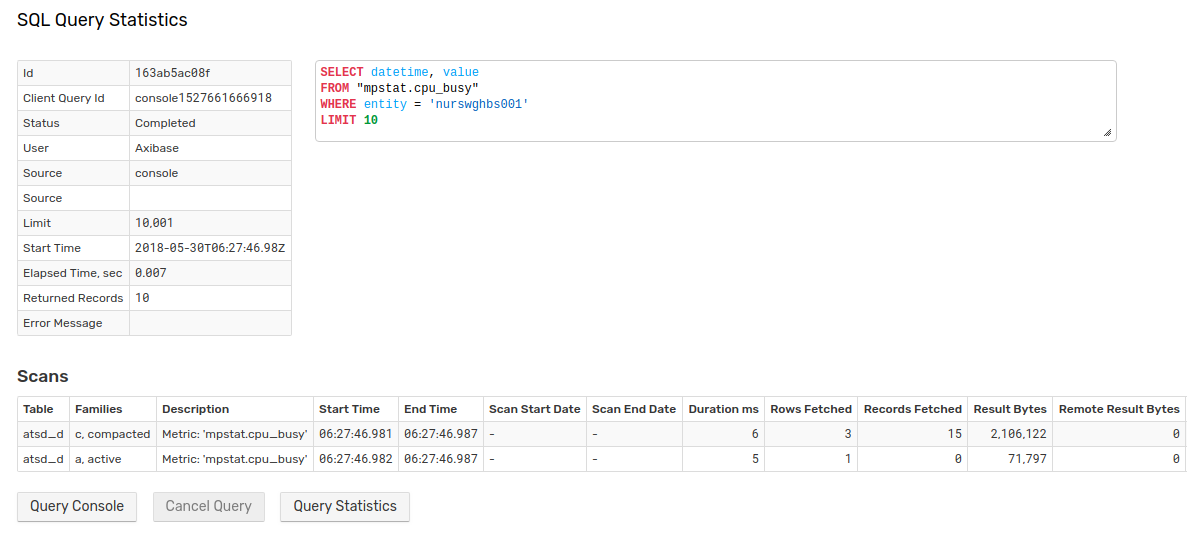 SQL Query Statistics
Id 163ab5ac08f
Client Query Id console1527661666918
Status Completed
User Axibase
Source console
Source
Limit 10,001
Start Time 2018-05-30T06:27:46.98Z
Elapsed Time, sec 0.007
Returned Records 10
Error Message
SELECT datetime, value
FROM "mpstat.cpu_busy"
WHERE entity = 'nurswghbs001'
LIMIT 10
Scans
Table Families Description Start Time End Time Scan Start Date Scan End Date Duration ms Rows Fetched Records Fetched Result Bytes Remote Result Bytes
atsd_d c, compacted Metric: 'mpstat.cpu_busy' 06:27:46.981 06:27:46.987 - - 6 3 15 2,106,122 0
atsd_d a, active Metric: 'mpstat.cpu_busy' 06:27:46.982 06:27:46.987 - - 5 1 0 71,797 0
Query Console Cancel Query Query Statistics